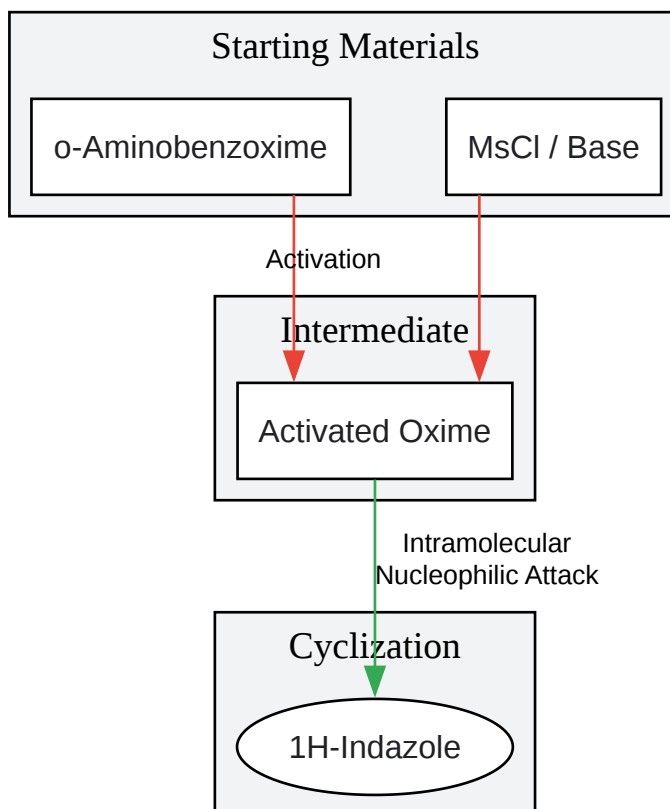 Starting Materials
o-Aminobenzoxime
MsCl / Base
Activation
Intermediate
Activated Oxime
Intramolecular
Nucleophilic Attack
Cyclization
1H-Indazole